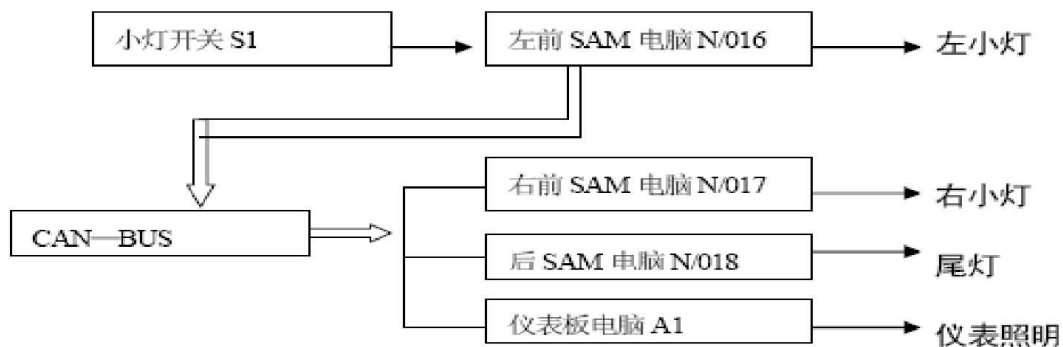 小灯开关 S1
左前 SAM 电脑 N/016
左小灯
右前 SAM 电脑 N/017
右小灯
CAN—BUS
后 SAM 电脑 N/018
尾灯
仪表板电脑 A1
仪表照明